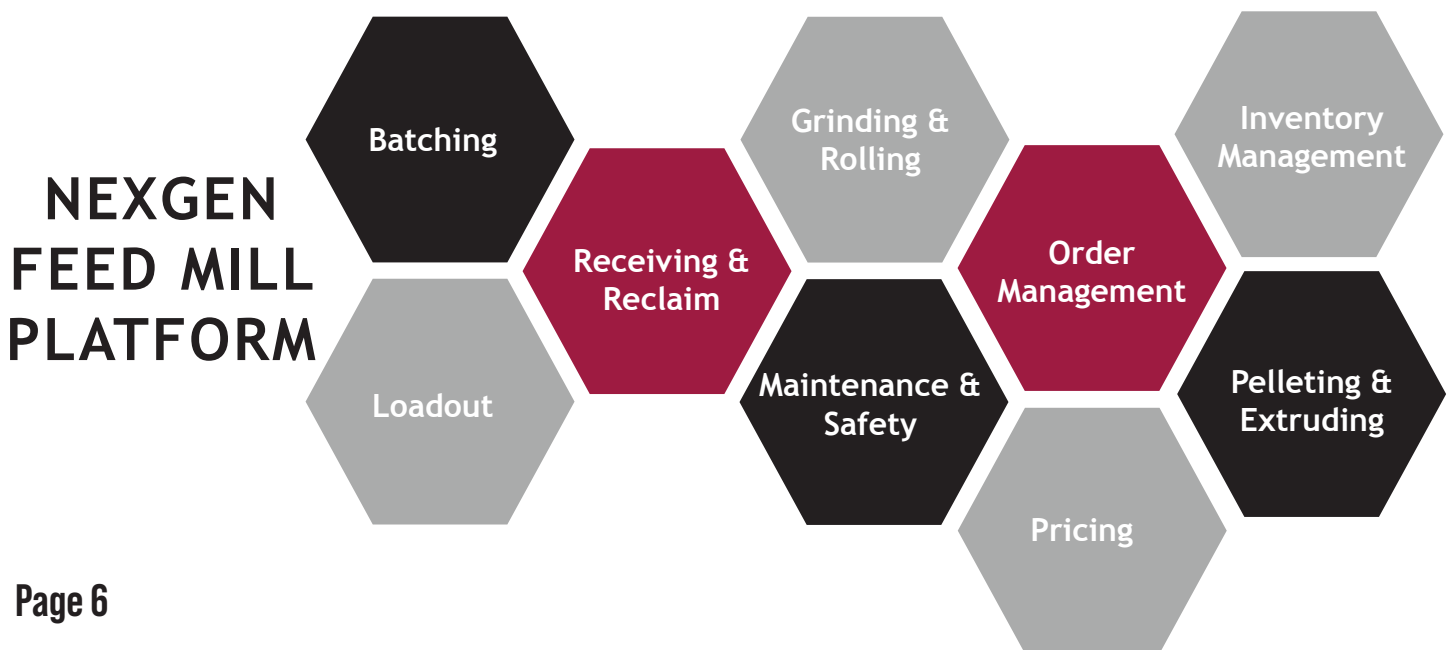 NEXGEN
FEED MILL
PLATFORM
Batching
Loadout
Receiving &
Reclaim
Grinding &
Rolling
Maintenance &
Safety
Order
Management
Pricing
Inventory
Management
Pelleting &
Extruding
Page 6